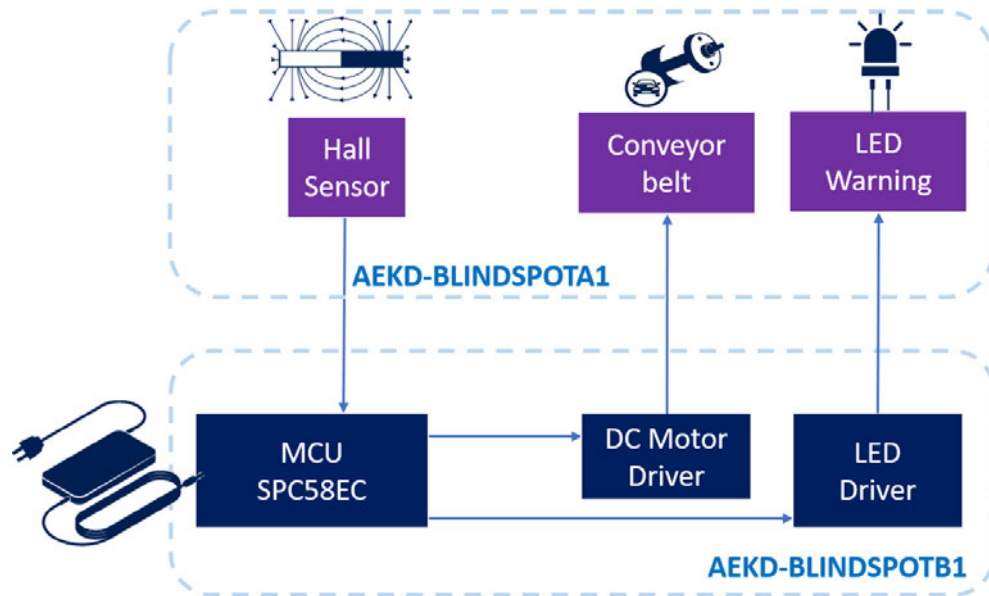 Hall
Sensor
Conveyor
belt
LED
Warning
AEKD-BLINDSPOTA1
MCU
SPC58EC
DC Motor
Driver
LED
Driver
AEKD-BLINDSPOTB1